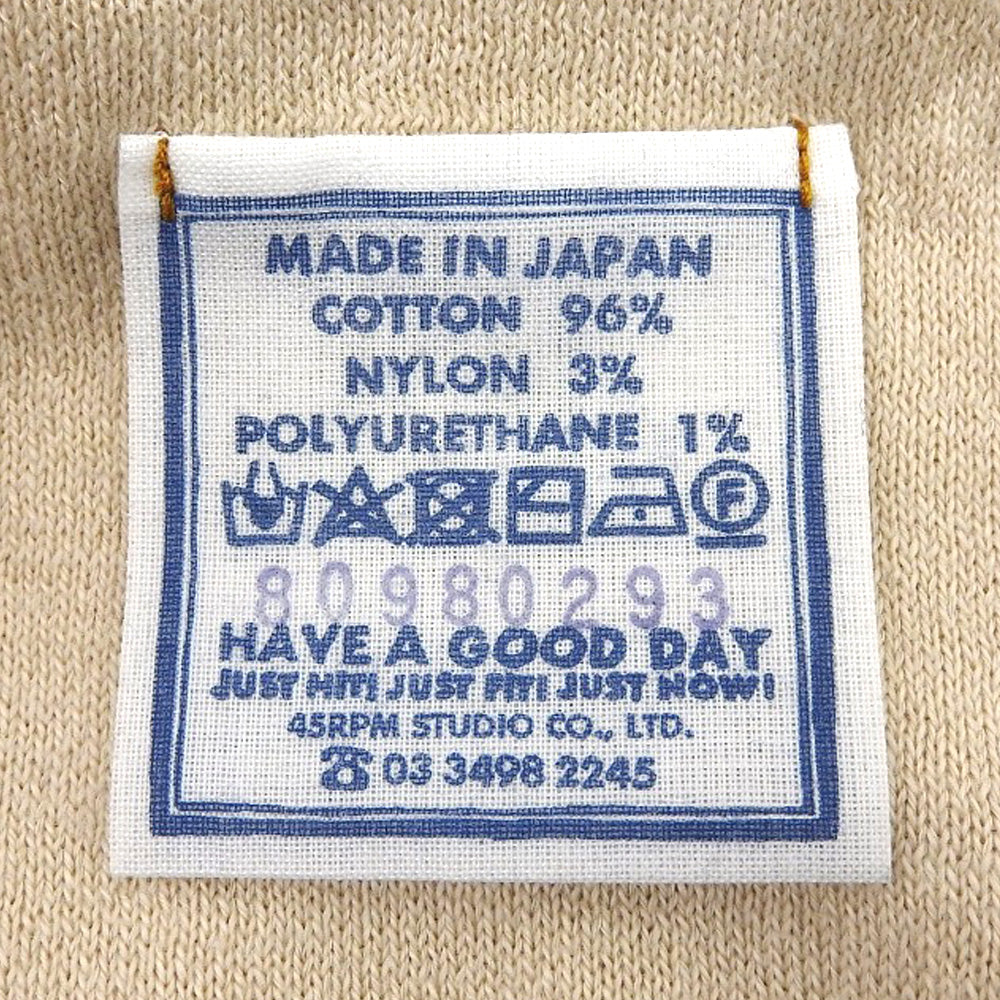 MADE IN JAPAN
COTTON 96%
NYLON 3%
POLYURETHANE 1%
F
80980293
HAVE A GOOD DAY
JUST HIT! JUST FIT! JUST NOW!
45RPM STUDIO CO., LTD.
☎ 03 3498 2245